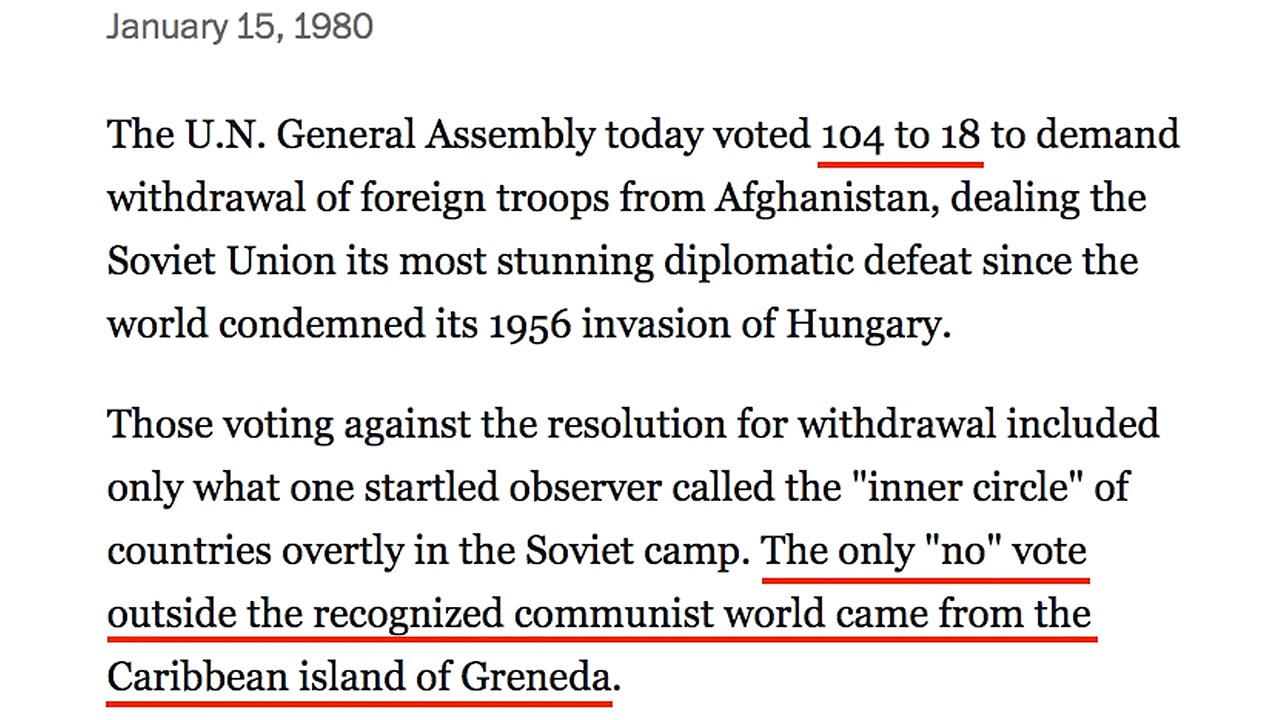 January 15, 1980
The U.N. General Assembly today voted 104 to 18 to demand
withdrawal of foreign troops from Afghanistan, dealing the
Soviet Union its most stunning diplomatic defeat since the
world condemned its 1956 invasion of Hungary.
Those voting against the resolution for withdrawal included
only what one startled observer called the "inner circle" of
countries overtly in the Soviet camp. The only "no" vote
outside the recognized communist world came from the
Caribbean island of Greneda.